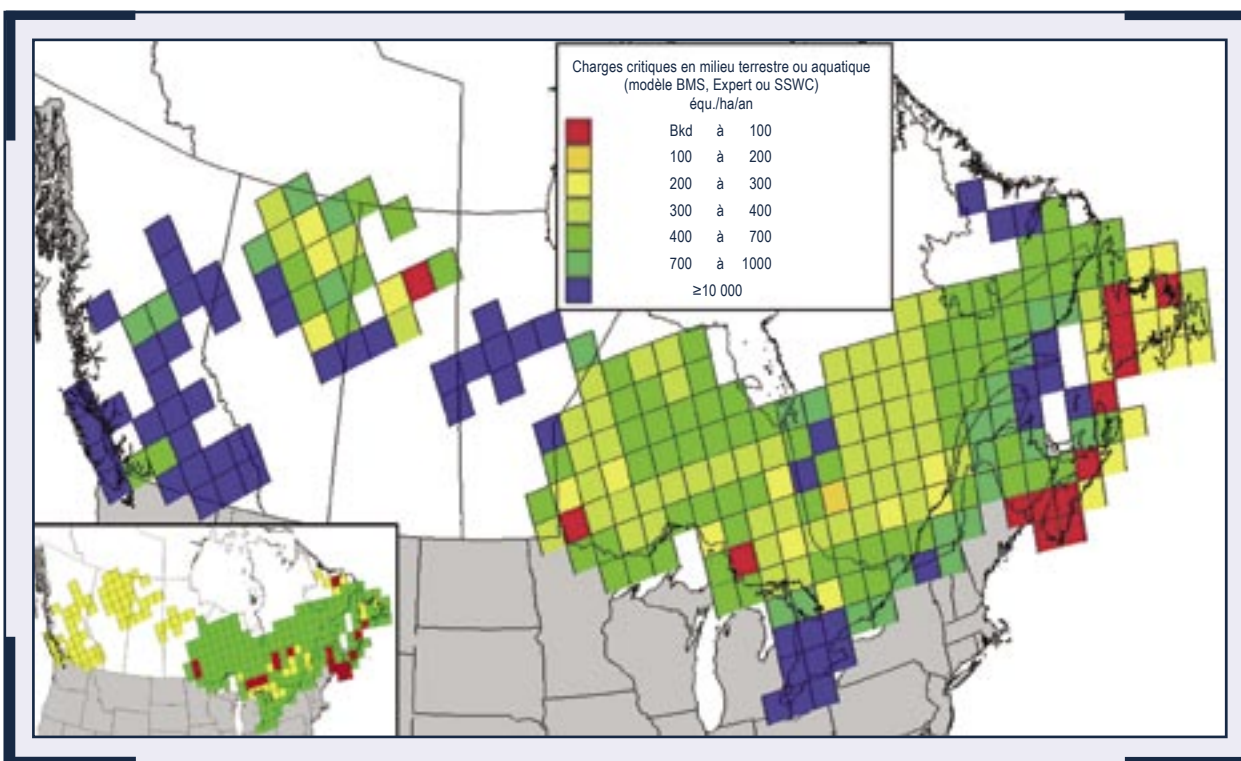 Charges critiques en milieu terrestre ou aquatique
(modèle BMS, Expert ou SSWC)
équ./ha/an
Bkd à 100
100 à 200
200 à 300
300 à 400
400 à 700
700 à 1000
≥10 000